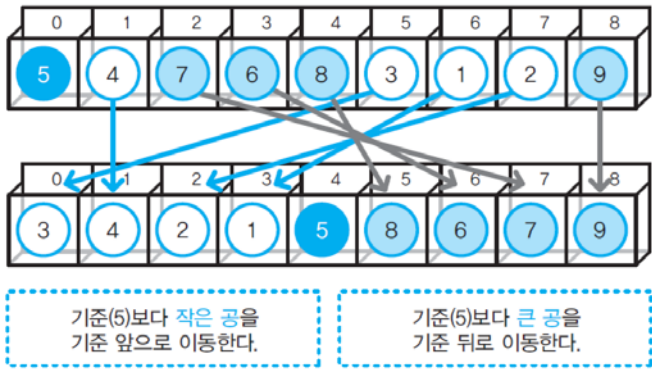 0 1 2 3 4 5 6 7 8
5 4 7 6 8 3 1 2 9
0 1 2 3 4 5 6 7 8
3 4 2 1 5 8 6 7 9
기준(5)보다 작은 공을
기준 앞으로 이동한다.
기준(5)보다 큰 공을
기준 뒤로 이동한다.